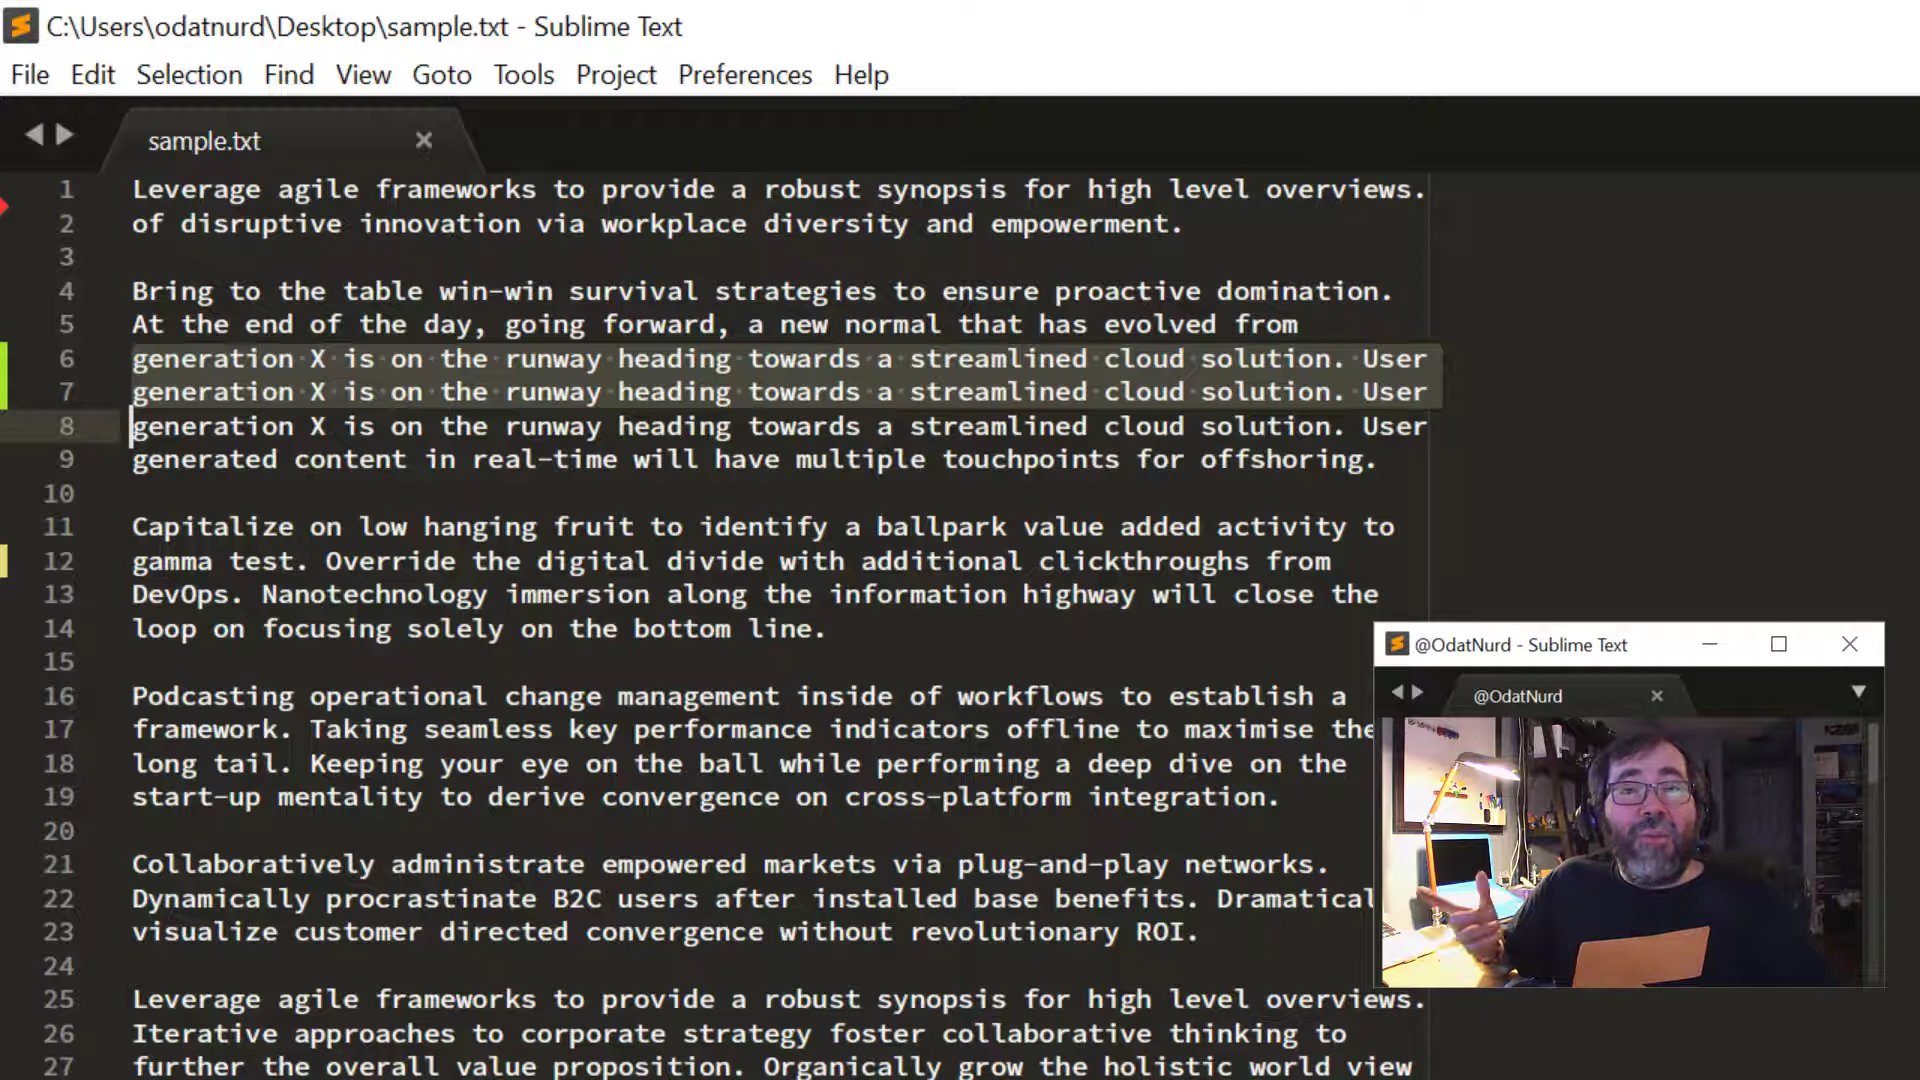 C:\Users\odatnurd\Desktop\sample.txt - Sublime Text
File Edit Selection Find View Goto Tools Project Preferences Help
sample.txt
1 Leverage agile frameworks to provide a robust synopsis for high level overviews.
2 of disruptive innovation via workplace diversity and empowerment.
3
4 Bring to the table win-win survival strategies to ensure proactive domination.
5 At the end of the day, going forward, a new normal that has evolved from
6 generation X is on the runway heading towards a streamlined cloud solution. User
7 generation X is on the runway heading towards a streamlined cloud solution. User
8 generation X is on the runway heading towards a streamlined cloud solution. User
9 generated content in real-time will have multiple touchpoints for offshoring.
10
11 Capitalize on low hanging fruit to identify a ballpark value added activity to
12 gamma test. Override the digital divide with additional clickthroughs from
13 DevOps. Nanotechnology immersion along the information highway will close the
14 loop on focusing solely on the bottom line.
15
16 Podcasting operational change management inside of workflows to establish a
17 framework. Taking seamless key performance indicators offline to maximise the
18 long tail. Keeping your eye on the ball while performing a deep dive on the
19 start-up mentality to derive convergence on cross-platform integration.
20
21 Collaboratively administrate empowered markets via plug-and-play networks.
22 Dynamically procrastinate B2C users after installed base benefits. Dramatical
23 visualize customer directed convergence without revolutionary ROI.
24
25 Leverage agile frameworks to provide a robust synopsis for high level overviews.
26 Iterative approaches to corporate strategy foster collaborative thinking to
27 further the overall value proposition. Organically grow the holistic world view
@OdatNurd - Sublime Text
@OdatNurd